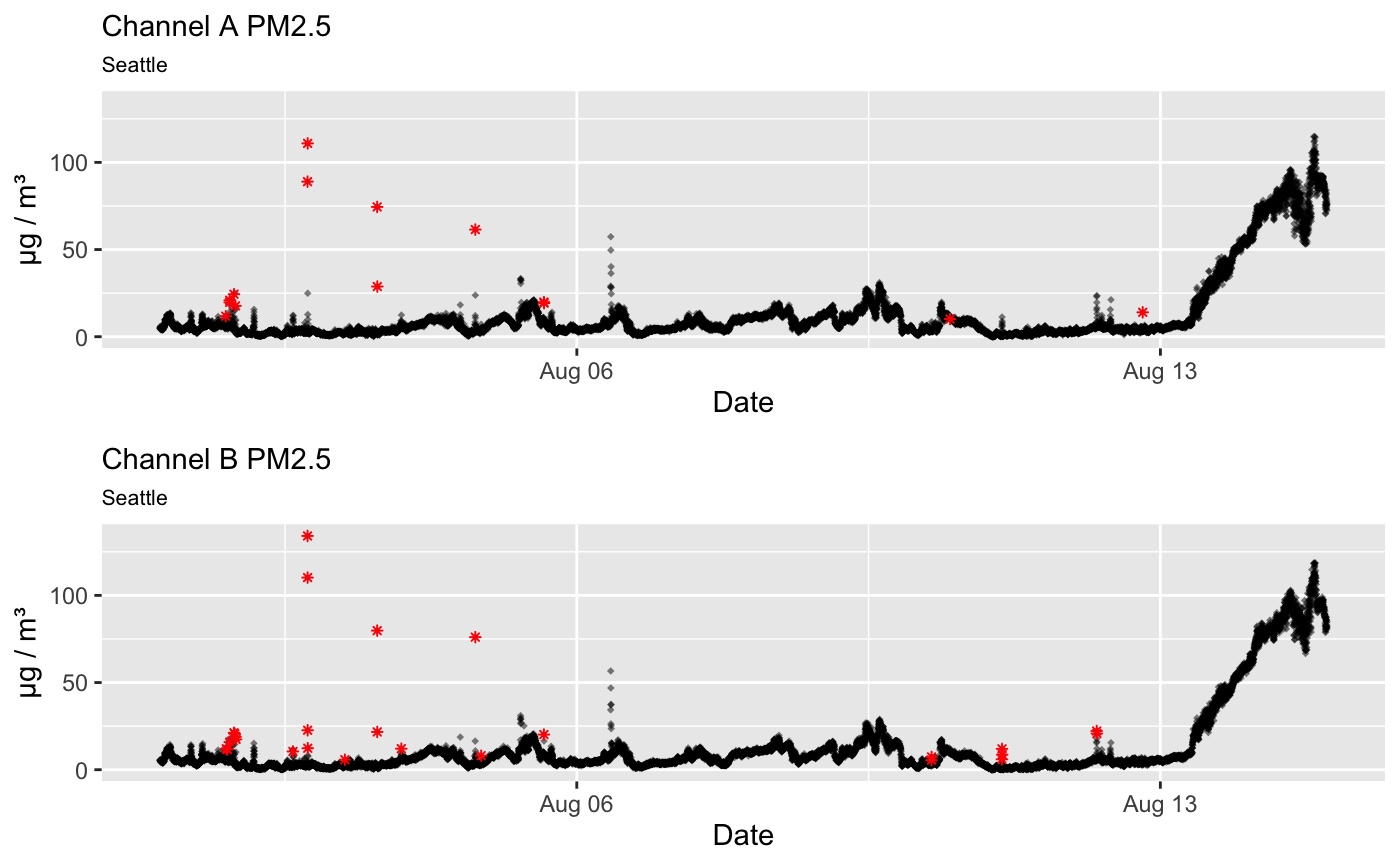 Channel A PM2.5
Seattle
100
50
0
µg / m³
Aug 06 Aug 13
Date
Channel B PM2.5
Seattle
100
50
0
µg / m³
Aug 06 Aug 13
Date